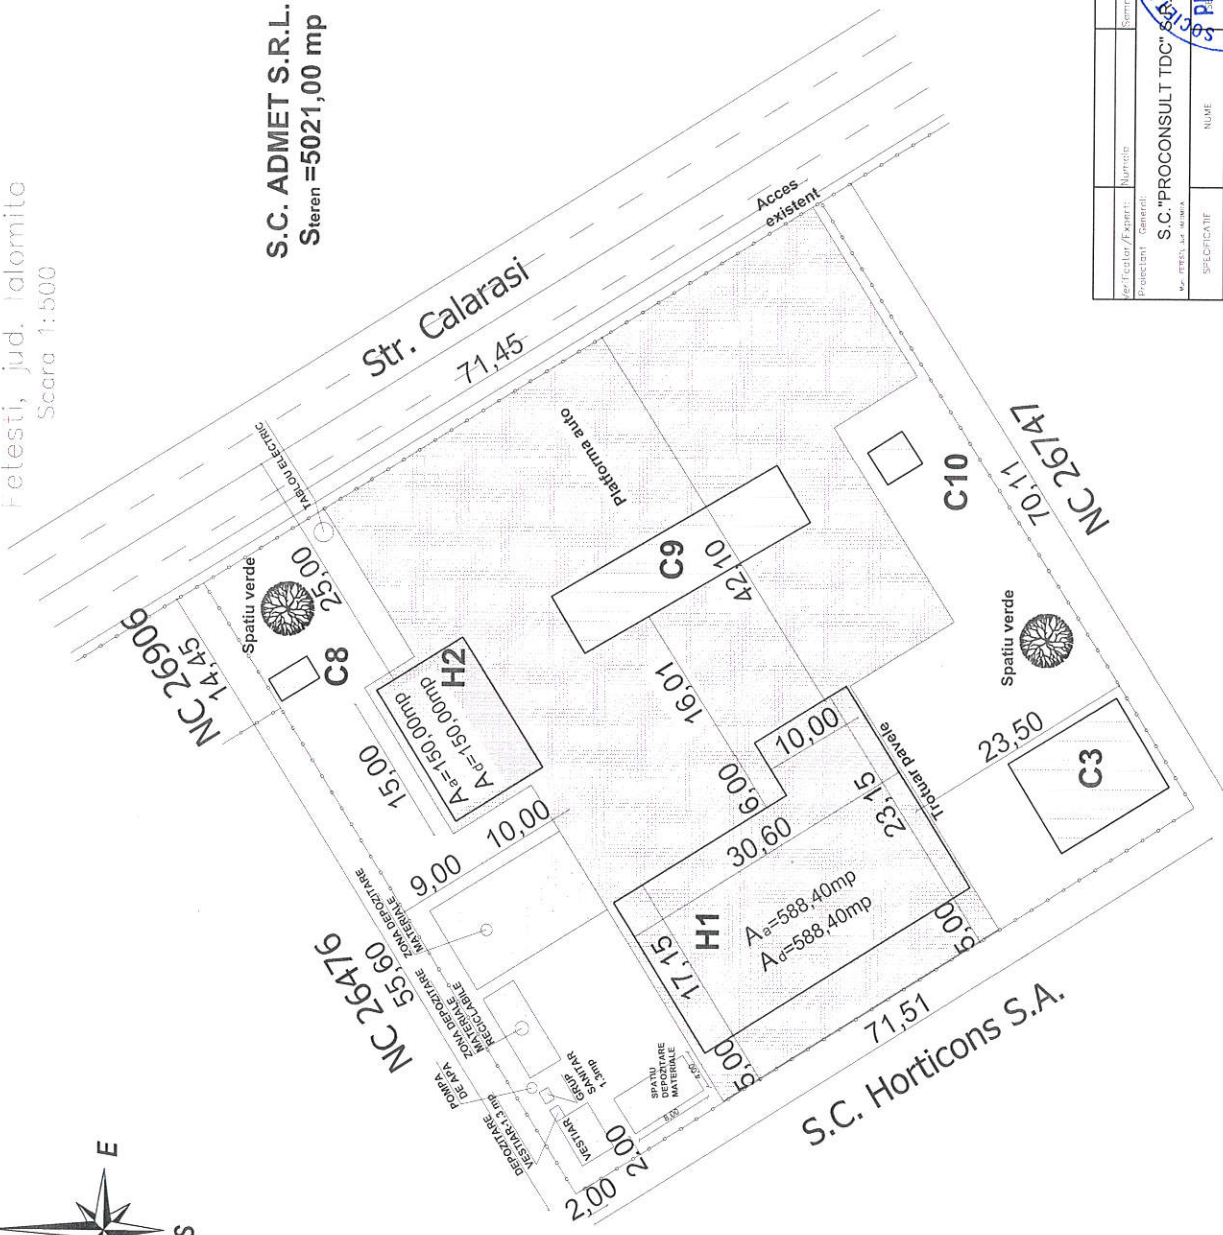 Fetesti, jud. Ialomita
Scara 1:500
S.C. ADMET S.R.L.
Steren =5021,00 mp
Str. Calarasi
71,45
Acces
existent
TABLOU ELECTRIC
NC 26906
14,45
Spatiu verde
25,00
C8
Platforma auto
H2
Aa=150,00mp
Ad=150,00mp
15,00
10,00
9,00
C9
42,10
16,01
C10
NC 26747
70,11
NC 26476
55,60
ZONA DEPOZITARE
MATERIALE
ZONA DEPOZITARE
MATERIALE
RECICLABILE
POMPA
DE APA
GRUP
SANITAR
1.3mp
DEPOZITARE
VESTIAR-1.3 mp
VESTIAR
SPATIU
DEPOZITARE
MATERIALE
4,00
2,00
2,00
H1
Aa=588,40mp
Ad=588,40mp
17,15
30,60
6,00
10,00
23,15
5,00
5,00
Trotuar pavele
Spatiu verde
23,50
C3
71,51
S.C. Horticons S.A.
E
S
Verificator/Expert:
Numele
Proiectant General:
S.C."PROCONSULT TDC" S.R.L.
SPECIFICATIE
NUME